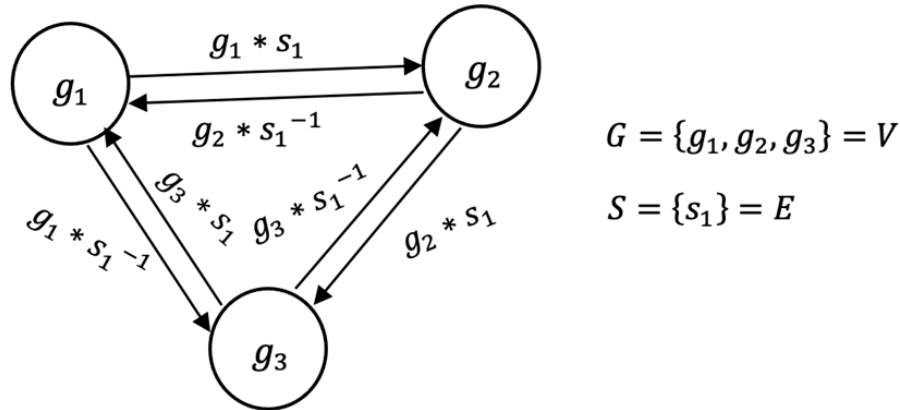 g₁ * s₁
g₁
g₂
g₂ * s₁⁻¹
G = {g₁, g₂, g₃} = V
S = {s₁} = E
g₁ * s₁⁻¹
g₃ * s₁
g₃ * s₁⁻¹
g₂ * s₁
g₃